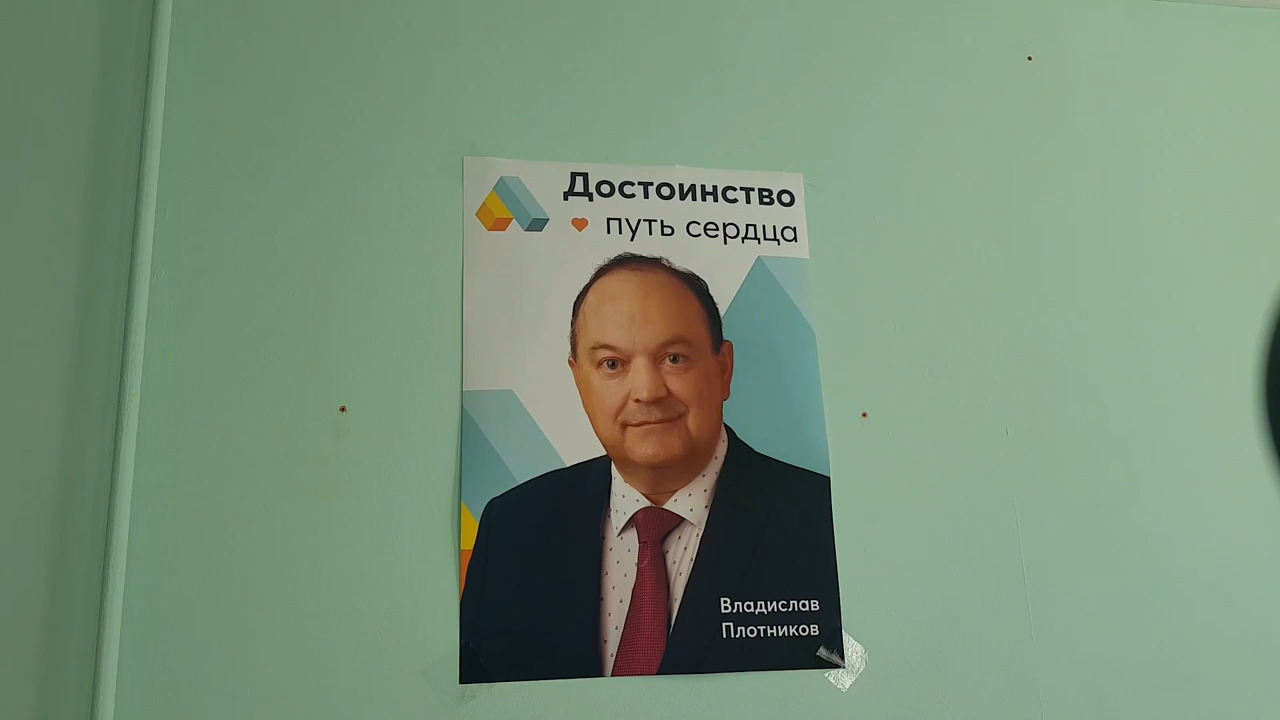 Достоинство
путь сердца
Владислав
Плотников